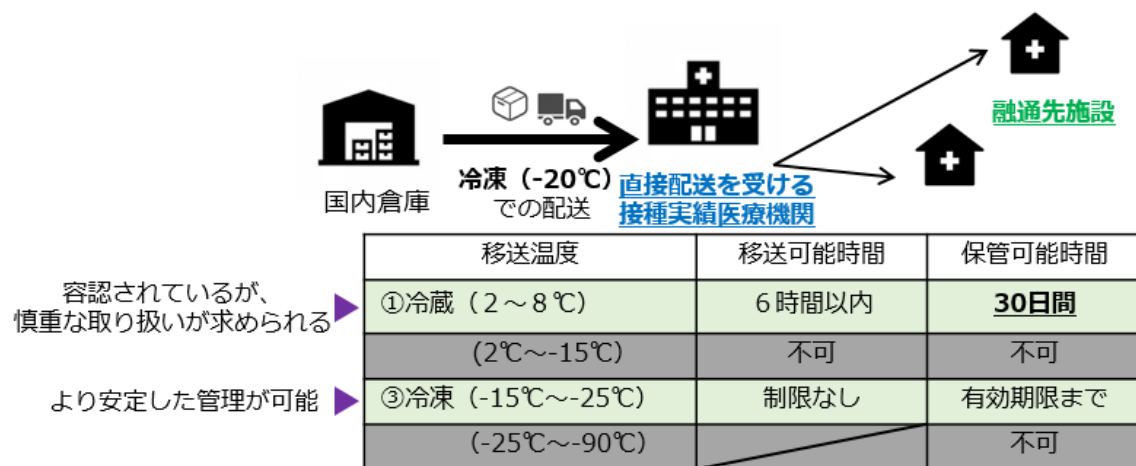 融通先施設
冷凍（-20℃）
での配送
国内倉庫
直接配送を受ける
接種実績医療機関
移送温度 移送可能時間 保管可能時間
容認されているが、
慎重な取り扱いが求められる
①冷蔵（２～８℃） ６時間以内 30日間
(2℃～-15℃) 不可 不可
より安定した管理が可能
③冷凍（-15℃～-25℃） 制限なし 有効期限まで
(-25℃～-90℃) 不可